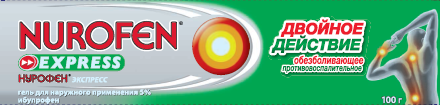 NUROFEN
EXPRESS
НУРОФЕН ЭКСПРЕСС
гель для наружного применения 5%
ибупрофен
ДВОЙНОЕ
ДЕЙСТВИЕ
обезболивающее
противовоспалительное
100 г